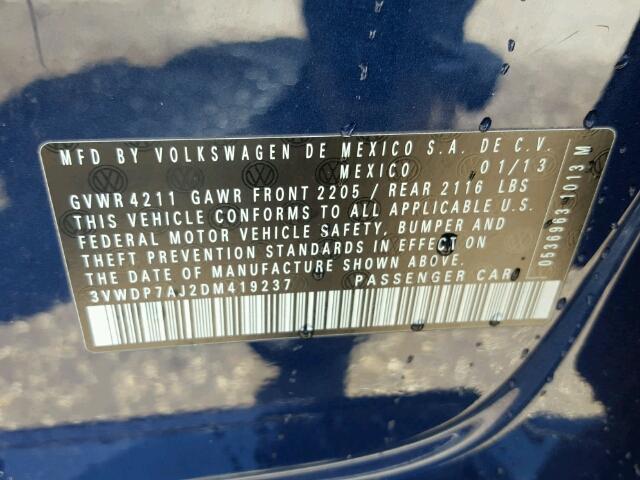 MFD BY VOLKSWAGEN DE MEXICO S.A. DE C.V.
MEXICO 01/13
GVWR 4211 GAWR FRONT 2205 / REAR 2116 LBS
THIS VEHICLE CONFORMS TO ALL APPLICABLE U.S.
FEDERAL MOTOR VEHICLE SAFETY, BUMPER AND
THEFT PREVENTION STANDARDS IN EFFECT ON
THE DATE OF MANUFACTURE SHOWN ABOVE.
3VWDP7AJ2DM419237 PASSENGER CAR
0536963 1013 M